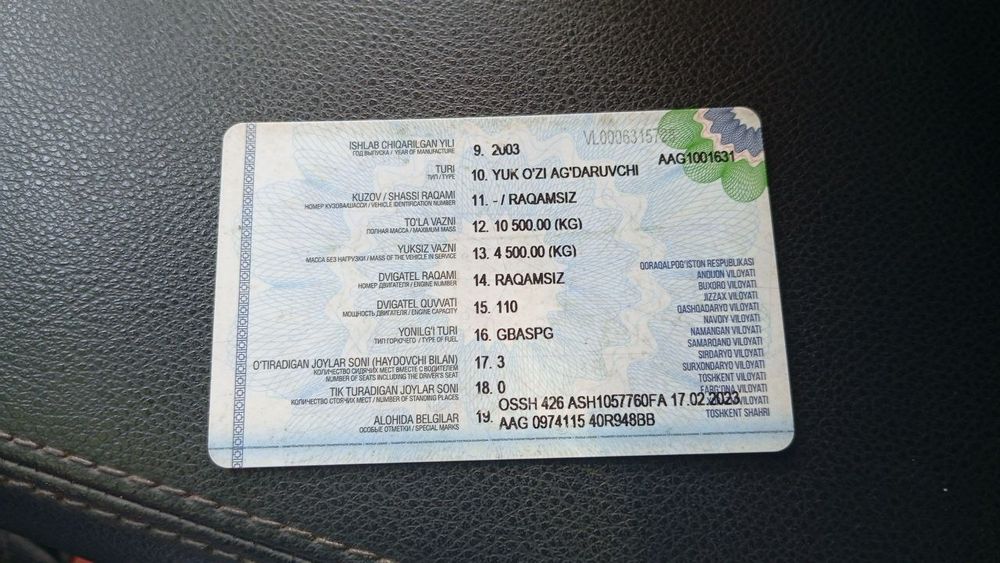 VL0006315723
AAG1001631
ISHLAB CHIQARILGAN YILI 9. 2003
ГОД ВЫПУСКА / YEAR OF MANUFACTURE
TURI 10. YUK O'ZI AG'DARUVCHI
ТИП / TYPE
KUZOV / SHASSI RAQAMI 11. - / RAQAMSIZ
НОМЕР КУЗОВА/ШАССИ / VEHICLE IDENTIFICATION NUMBER
TO'LA VAZNI 12. 10 500.00 (KG)
ПОЛНАЯ МАССА / MAXIMUM MASS
YUKSIZ VAZNI 13. 4 500.00 (KG)
МАССА БЕЗ НАГРУЗКИ / MASS OF THE VEHICLE IN SERVICE
DVIGATEL RAQAMI 14. RAQAMSIZ
НОМЕР ДВИГАТЕЛЯ / ENGINE NUMBER
DVIGATEL QUVVATI 15. 110
МОЩНОСТЬ ДВИГАТЕЛЯ / ENGINE CAPACITY
YONILG'I TURI 16. GBASPG
ТИП ГОРЮЧЕГО / TYPE OF FUEL
O'TIRADIGAN JOYLAR SONI (HAYDOVCHI BILAN) 17. 3
КОЛИЧЕСТВО СИДЯЧИХ МЕСТ ВМЕСТЕ С ВОДИТЕЛЕМ
NUMBER OF SEATS INCLUDING THE DRIVER'S SEAT
TIK TURADIGAN JOYLAR SONI 18. 0
КОЛИЧЕСТВО СТОЯЧИХ МЕСТ / NUMBER OF STANDING PLACES
ALOHIDA BELGILAR 19. OSSH 426 ASH1057760FA 17.02.2023
ОСОБЫЕ ОТМЕТКИ / SPECIAL MARKS AAG 0974115 40R948BB
QORAQALPOG'ISTON RESPUBLIKASI
ANDIJON VILOYATI
BUXORO VILOYATI
JIZZAX VILOYATI
QASHQADARYO VILOYATI
NAVOIY VILOYATI
NAMANGAN VILOYATI
SAMARQAND VILOYATI
SIRDARYO VILOYATI
SURXONDARYO VILOYATI
TOSHKENT VILOYATI
FARG'ONA VILOYATI
VILOYATI
TOSHKENT SHAHRI